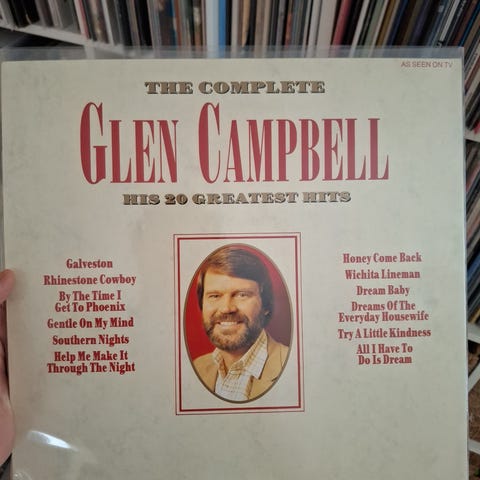 AS SEEN ON TV
THE COMPLETE
GLEN CAMPBELL
HIS 20 GREATEST HITS
Galveston
Rhinestone Cowboy
By The Time I
Get To Phoenix
Gentle On My Mind
Southern Nights
Help Me Make It
Through The Night
Honey Come Back
Wichita Lineman
Dream Baby
Dreams Of The
Everyday Housewife
Try A Little Kindness
All I Have To
Do Is Dream